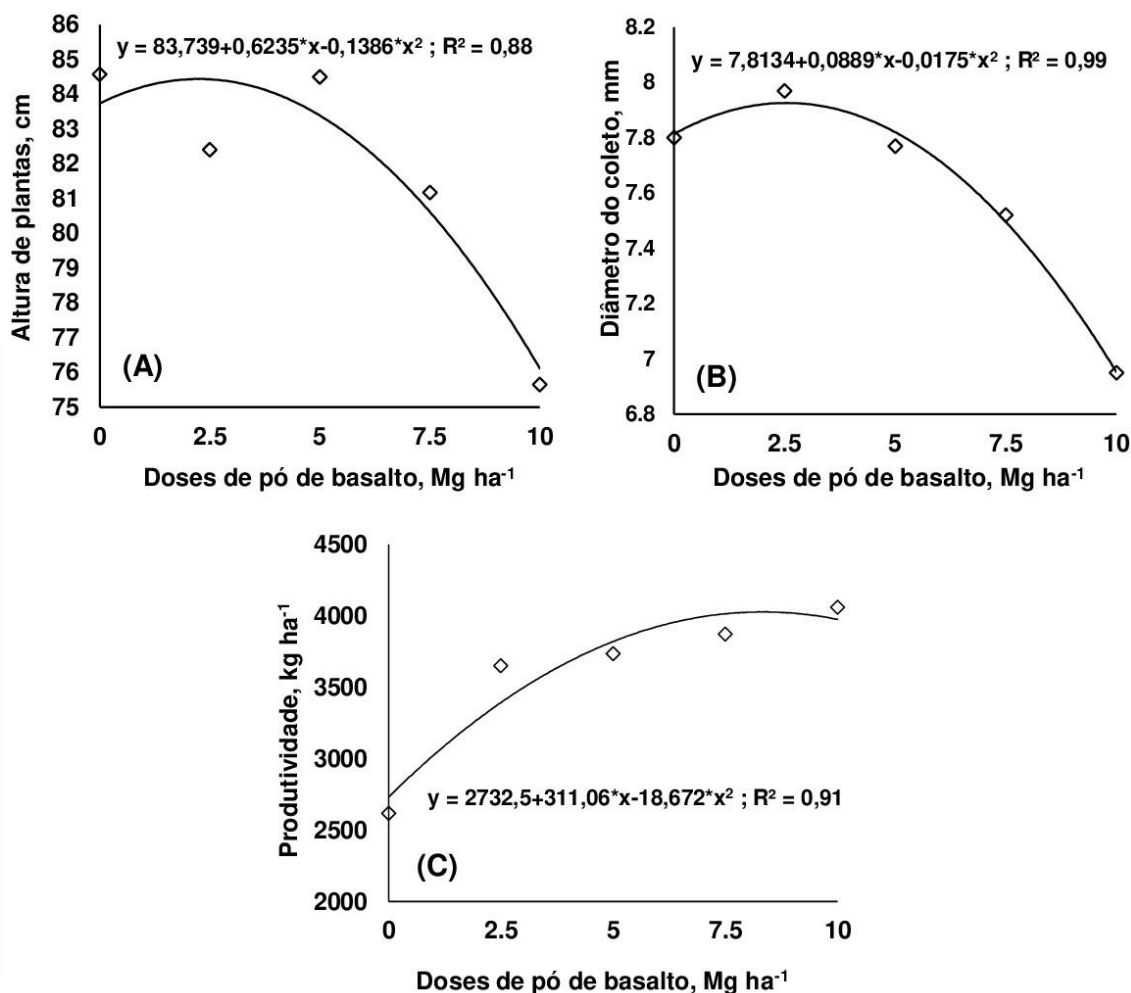 86
85
84
83
82
81
80
79
78
77
76
75
Altura de plantas, cm
y = 83,739+0,6235*x-0,1386*x² ; R² = 0,88
(A)
0 2.5 5 7.5 10
Doses de pó de basalto, Mg ha⁻¹
8.2
8
7.8
7.6
7.4
7.2
7
6.8
Diâmetro do coleto, mm
y = 7,8134+0,0889*x-0,0175*x² ; R² = 0,99
(B)
0 2.5 5 7.5 10
Doses de pó de basalto, Mg ha⁻¹
4500
4000
3500
3000
2500
2000
Produtividade, kg ha⁻¹
y = 2732,5+311,06*x-18,672*x² ; R² = 0,91
(C)
0 2.5 5 7.5 10
Doses de pó de basalto, Mg ha⁻¹